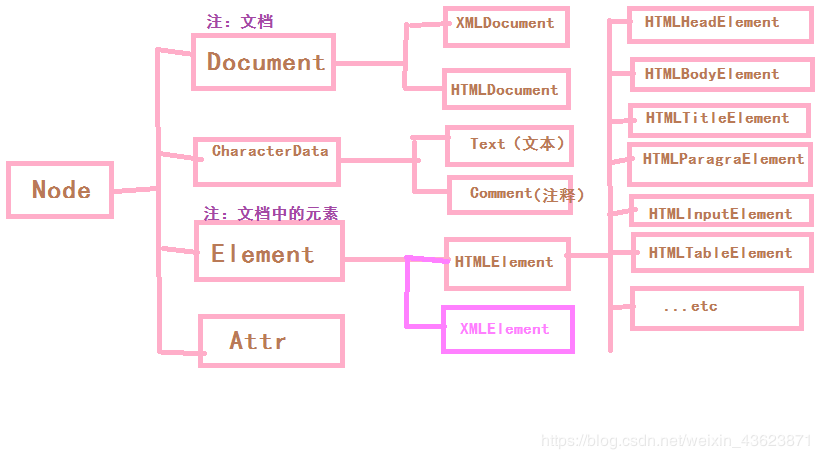 注：文档
Document
XMLDocument
HTMLDocument
CharacterData
Text（文本）
Comment(注释）
Node
注：文档中的元素
Element
HTMLElement
XMLElement
Attr
HTMLHeadElement
HTMLBodyElement
HTMLTitleElement
HTMLParagraElement
HTMLInputElement
HTMLTableElement
...etc
https://blog.csdn.net/weixin_43623871